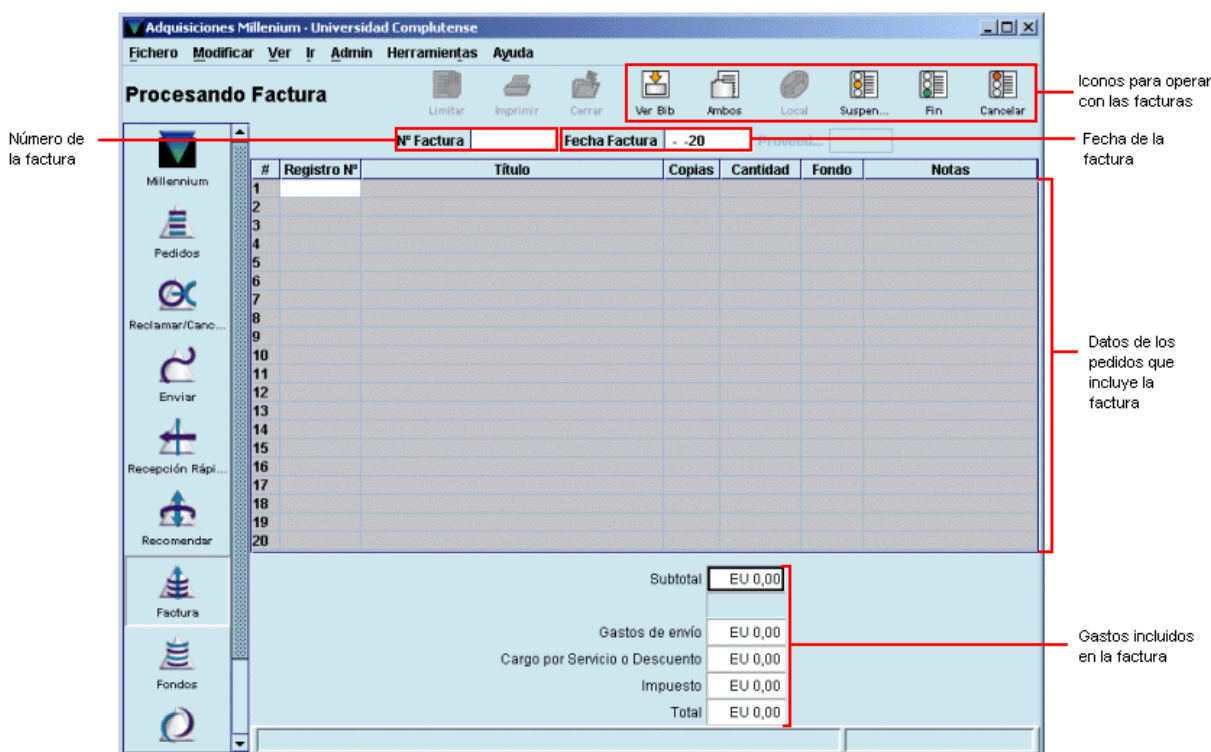 Adquisiciones Millenium · Universidad Complutense
Fichero Modificar Ver Ir Admin Herramientas Ayuda
Procesando Factura
Limitar
Imprimir
Cerrar
Ver Bib
Ambos
Local
Suspen...
Fin
Cancelar
Iconos para operar
con las facturas
Número de
la factura
Nº Factura
Fecha Factura - -20
Proveed...
Fecha de la
factura
# Registro Nº Título Copias Cantidad Fondo Notas
1
2
3
4
5
6
7
8
9
10
11
12
13
14
15
16
17
18
19
20
Millennium
Pedidos
Reclamar/Canc...
Enviar
Recepción Rápi...
Recomendar
Factura
Fondos
Datos de los
pedidos que
incluye la
factura
Subtotal EU 0,00
Gastos de envío EU 0,00
Cargo por Servicio o Descuento EU 0,00
Impuesto EU 0,00
Total EU 0,00
Gastos incluidos
en la factura